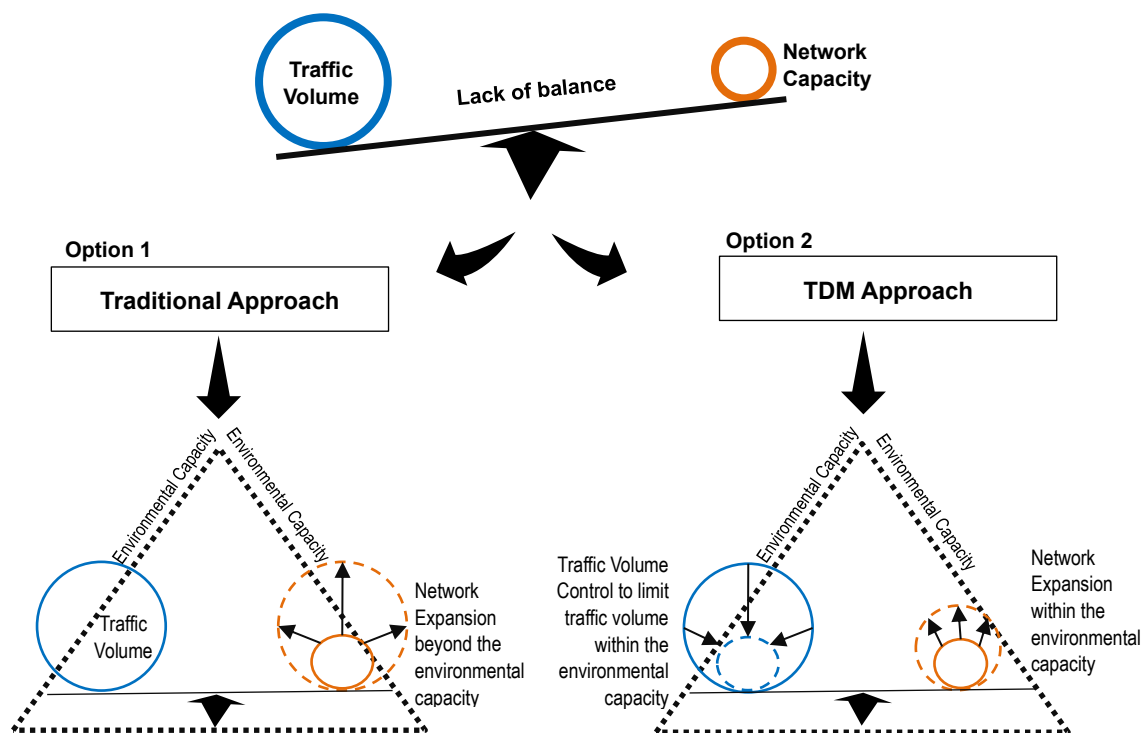 Traffic
Volume
Network
Capacity
Lack of balance
Option 1
Traditional Approach
Option 2
TDM Approach
Environmental Capacity
Environmental Capacity
Traffic
Volume
Network
Expansion
beyond the
environmental
capacity
Environmental Capacity
Environmental Capacity
Traffic Volume
Control to limit
traffic volume
within the
environmental
capacity
Network
Expansion
within the
environmental
capacity